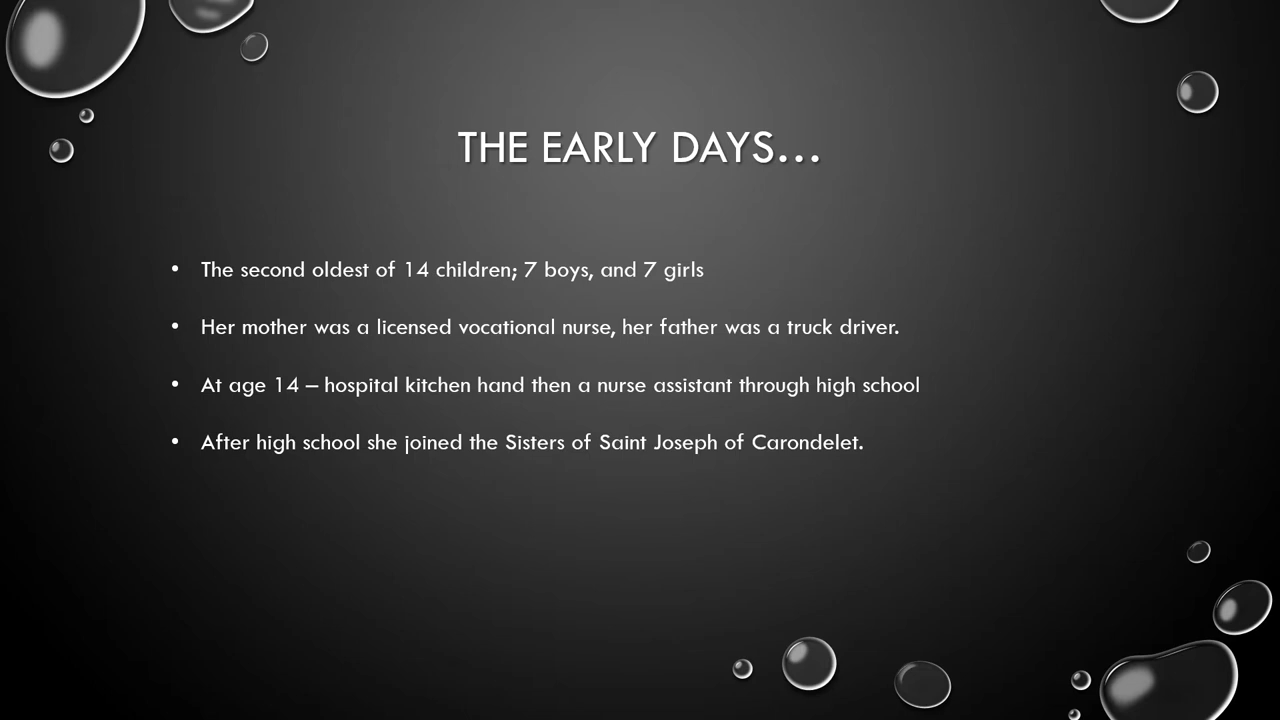 THE EARLY DAYS...
• The second oldest of 14 children; 7 boys, and 7 girls
• Her mother was a licensed vocational nurse, her father was a truck driver.
• At age 14 – hospital kitchen hand then a nurse assistant through high school
• After high school she joined the Sisters of Saint Joseph of Carondelet.